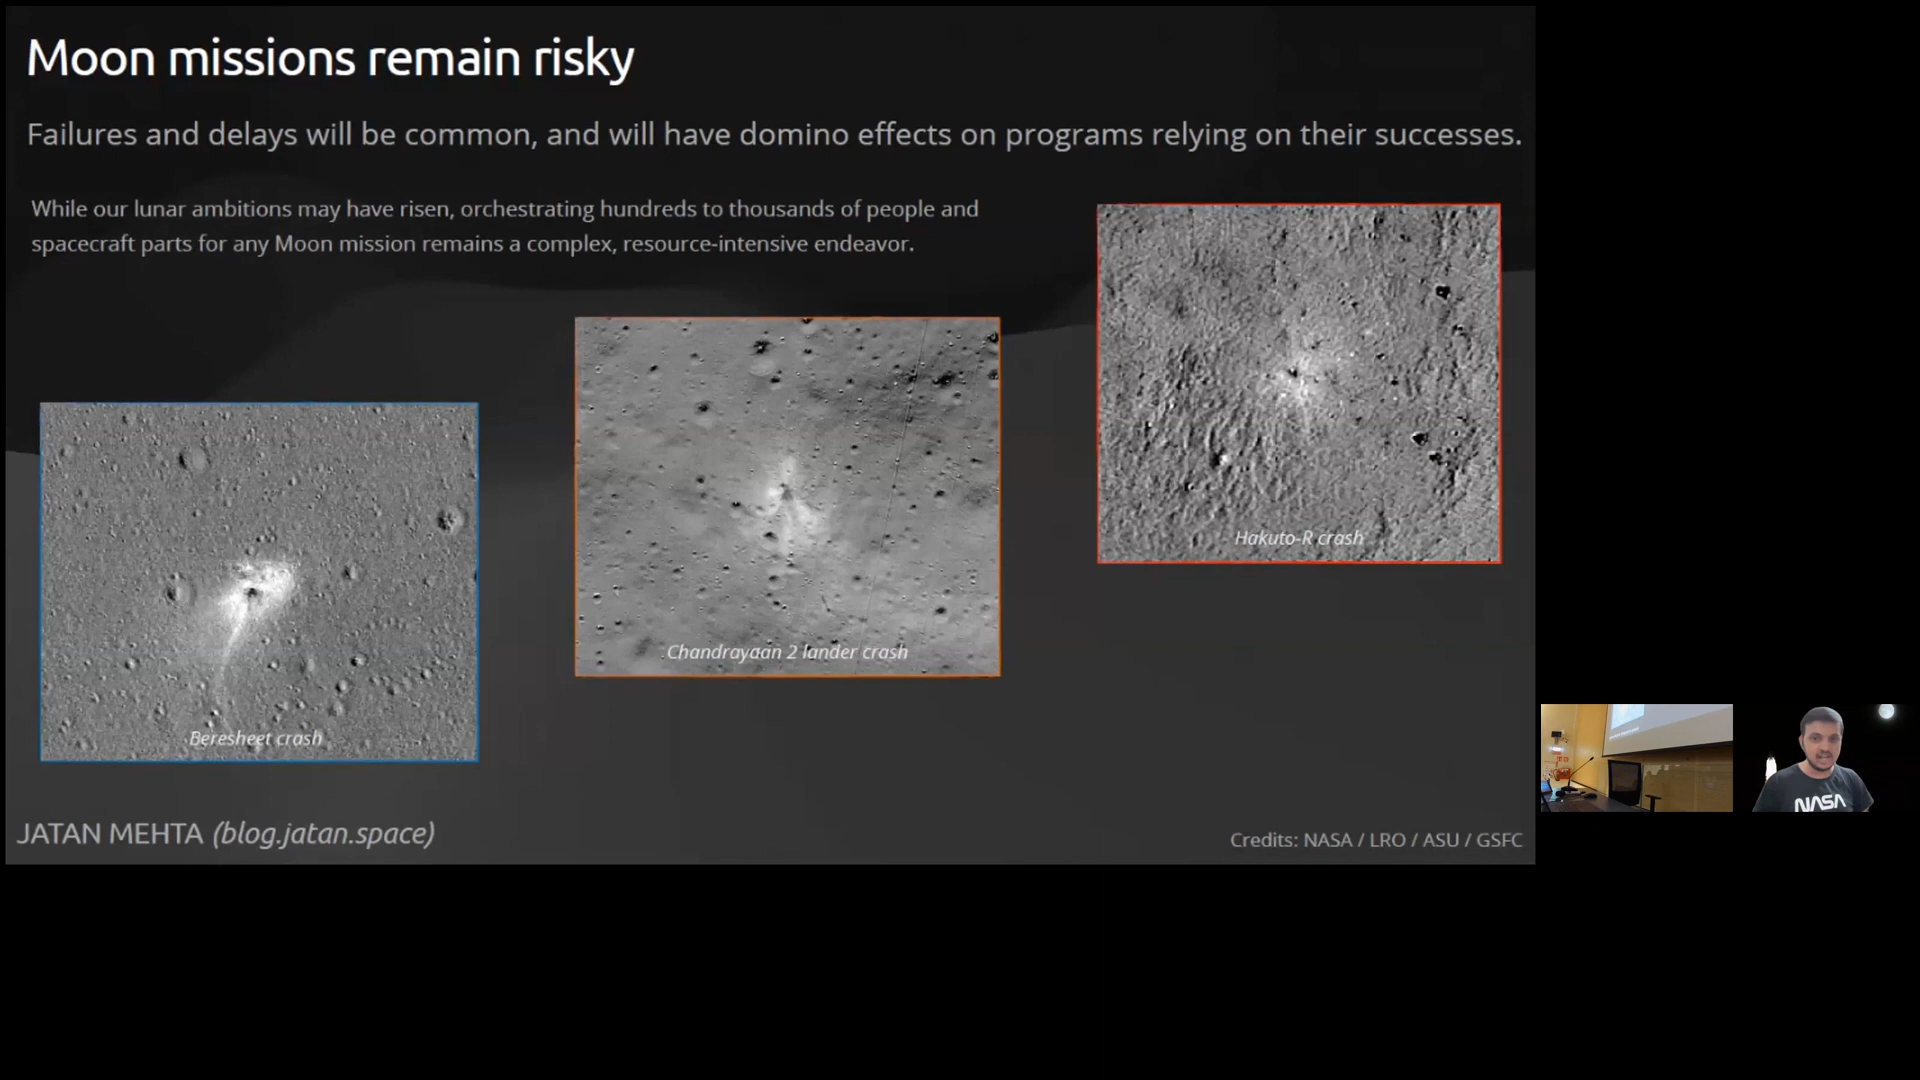 Moon missions remain risky
Failures and delays will be common, and will have domino effects on programs relying on their successes.
While our lunar ambitions may have risen, orchestrating hundreds to thousands of people and
spacecraft parts for any Moon mission remains a complex, resource-intensive endeavor.
Hakuto-R crash
Chandrayaan 2 lander crash
Beresheet crash
JATAN MEHTA (blog.jatan.space)
Credits: NASA / LRO / ASU / GSFC
NASA